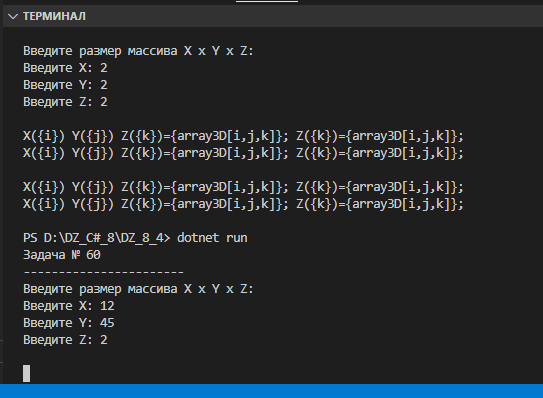 ТЕРМИНАЛ
Введите размер массива X x Y x Z:
Введите X: 2
Введите Y: 2
Введите Z: 2
X({i}) Y({j}) Z({k})={array3D[i,j,k]}; Z({k})={array3D[i,j,k]};
X({i}) Y({j}) Z({k})={array3D[i,j,k]}; Z({k})={array3D[i,j,k]};
X({i}) Y({j}) Z({k})={array3D[i,j,k]}; Z({k})={array3D[i,j,k]};
X({i}) Y({j}) Z({k})={array3D[i,j,k]}; Z({k})={array3D[i,j,k]};
PS D:\DZ_C#_8\DZ_8_4> dotnet run
Задача № 60
-----------------------
Введите размер массива X x Y x Z:
Введите X: 12
Введите Y: 45
Введите Z: 2